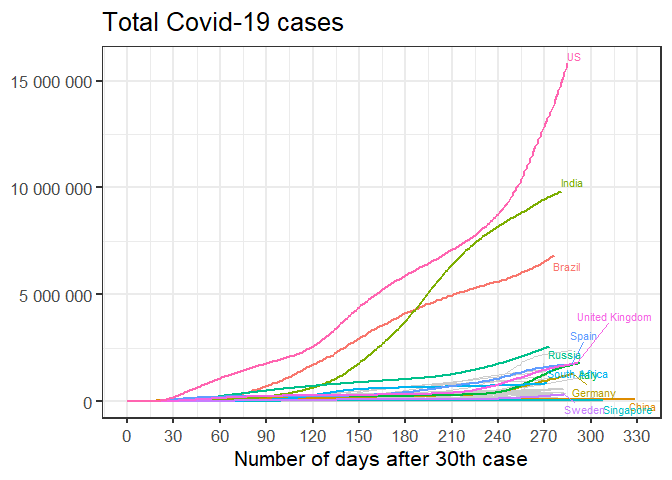 Total Covid-19 cases
US
15 000 000
India
10 000 000
Brazil
5 000 000
United Kingdom
Spain
Russia
South Africa
Italy
Germany
0
Sweden
Singapore
China
0 30 60 90 120 150 180 210 240 270 300 330
Number of days after 30th case